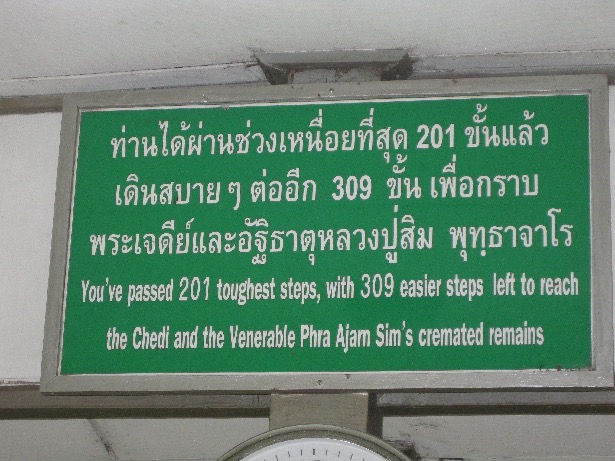 ท่านได้ผ่านช่วงเหนื่อยที่สุด 201 ขั้นแล้ว
เดินสบาย ๆ ต่ออีก 309 ขั้น เพื่อกราบ
พระเจดีย์และอัฐิธาตุหลวงปู่สิม พุทฺธาจาโร
You've passed 201 toughest steps, with 309 easier steps left to reach
the Chedi and the Venerable Phra Ajarn Sim's cremated remains